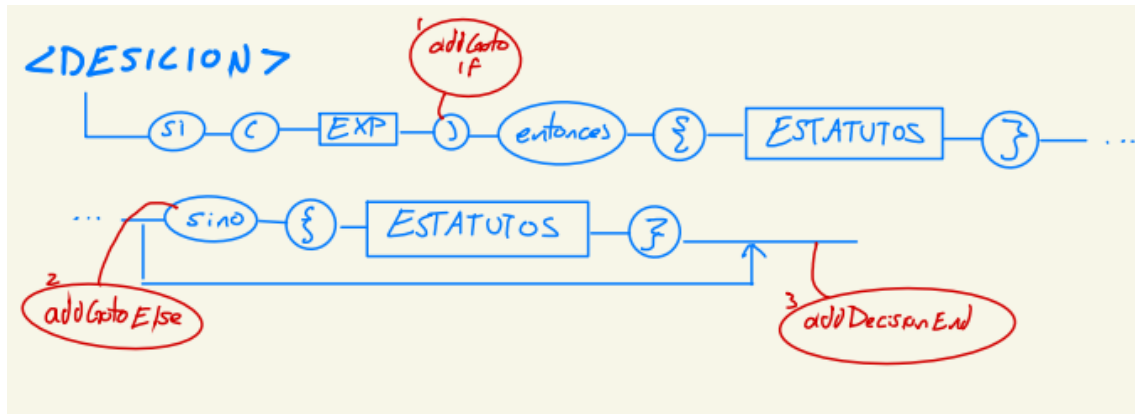 1 addGoto if
<DESICION>
si ( EXP ) entonces { ESTATUTOS } ...
... sino { ESTATUTOS }
2 addGotoElse
3 addDecisionEnd